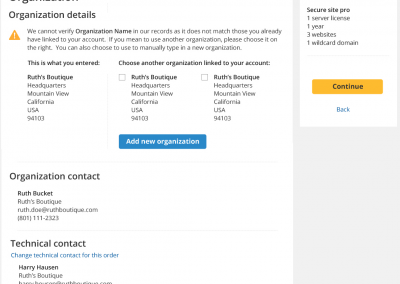 Organization
Organization details
We cannot verify Organization Name in our records as it does not match those you already
have linked to your account. If you mean to use another organization, please choose it on
the right. You can also choose to use to manually type in a new organization.
This is what you entered:
Ruth's Boutique
Headquarters
Mountain View
California
USA
94103
Choose another organization linked to your account:
Ruth's Boutique
Headquarters
Mountain View
California
USA
94103
Ruth's Boutique
Headquarters
Mountain View
California
USA
94103
Add new organization
Organization contact
Ruth Bucket
Ruth's Boutique
ruth.doe@ruthboutique.com
(801) 111-2323
Technical contact
Change technical contact for this order
Harry Hausen
Ruth's Boutique
harry.hausen@ruthboutique.com
Secure site pro
1 server license
1 year
3 websites
1 wildcard domain
Continue
Back